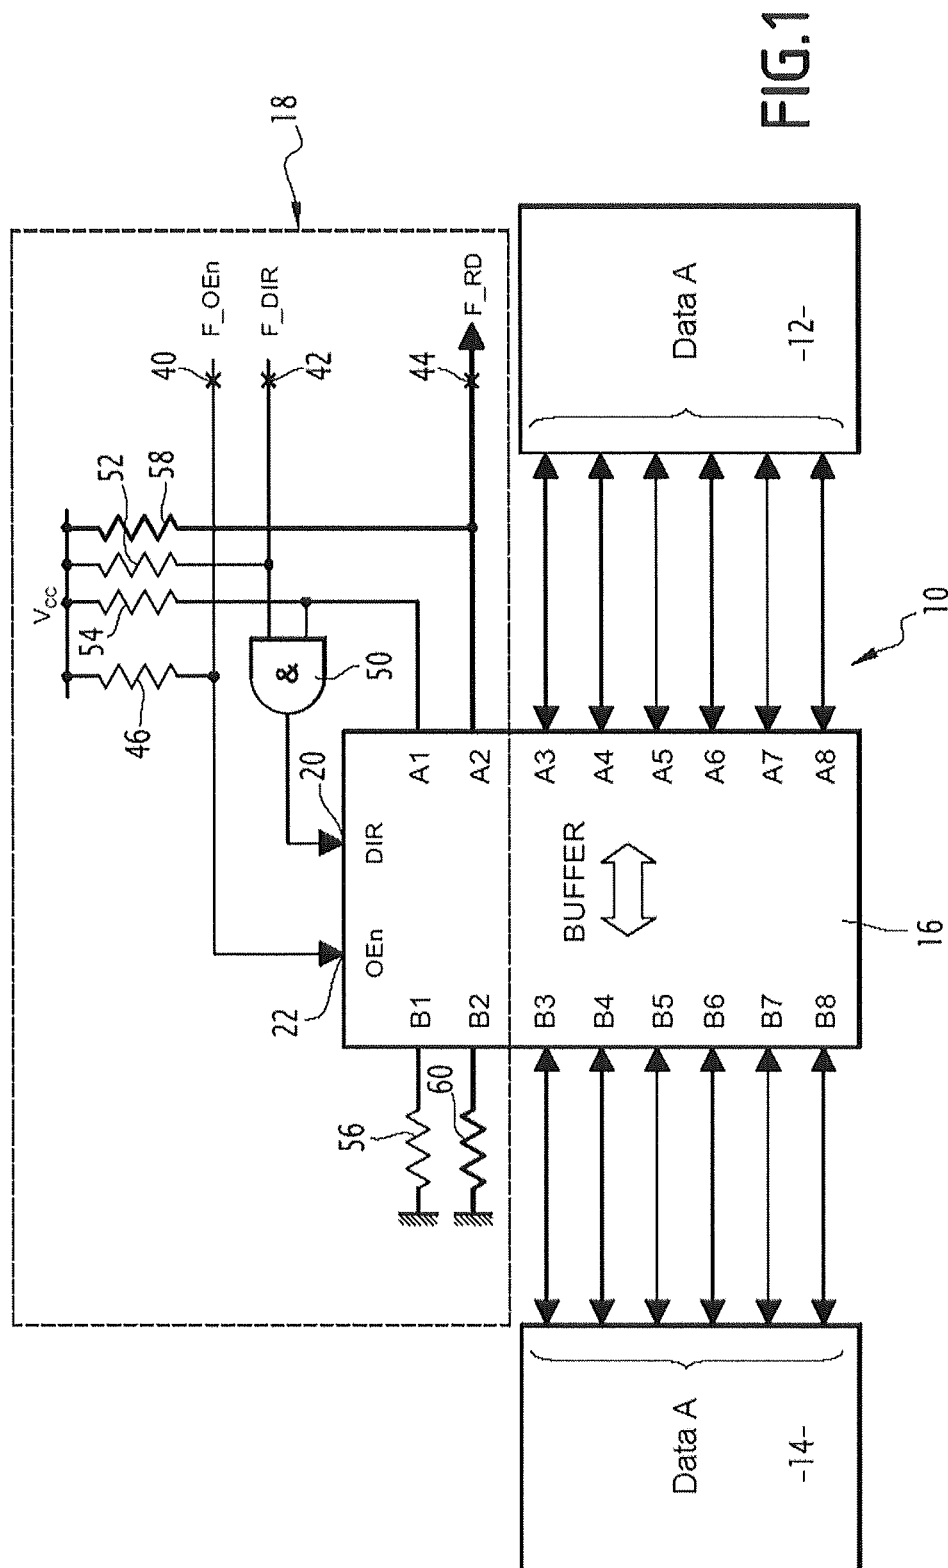 FIG.1
18
V_CC
54
52
58
46
40
F_OEn
42
F_DIR
44
F_RD
&
50
22
20
OEn
DIR
56
60
B1
A1
B2
A2
B3
A3
B4
A4
B5
A5
B6
A6
B7
A7
B8
A8
BUFFER
16
10
Data A
-14-
Data A
-12-